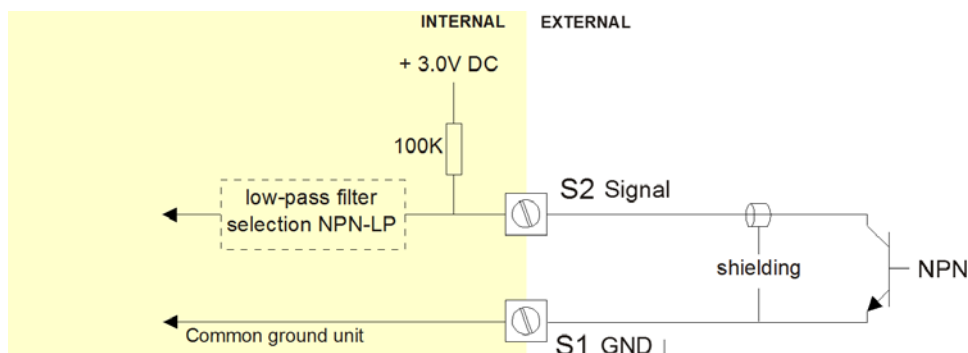 INTERNAL EXTERNAL
+ 3.0V DC
100K
low-pass filter
selection NPN-LP
S2 Signal
shielding
NPN
Common ground unit
S1 GND